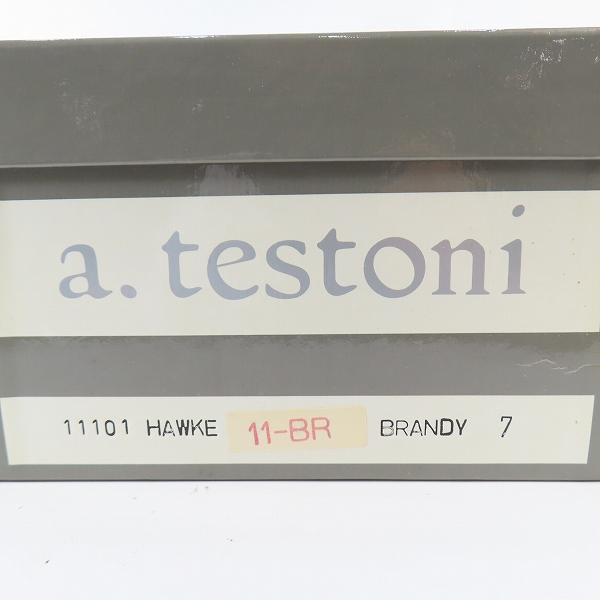 a. testoni
11101 HAWKE 11-BR BRANDY 7